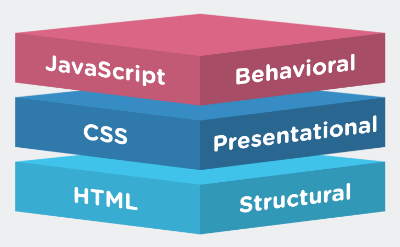 JavaScript Behavioral
CSS Presentational
HTML Structural